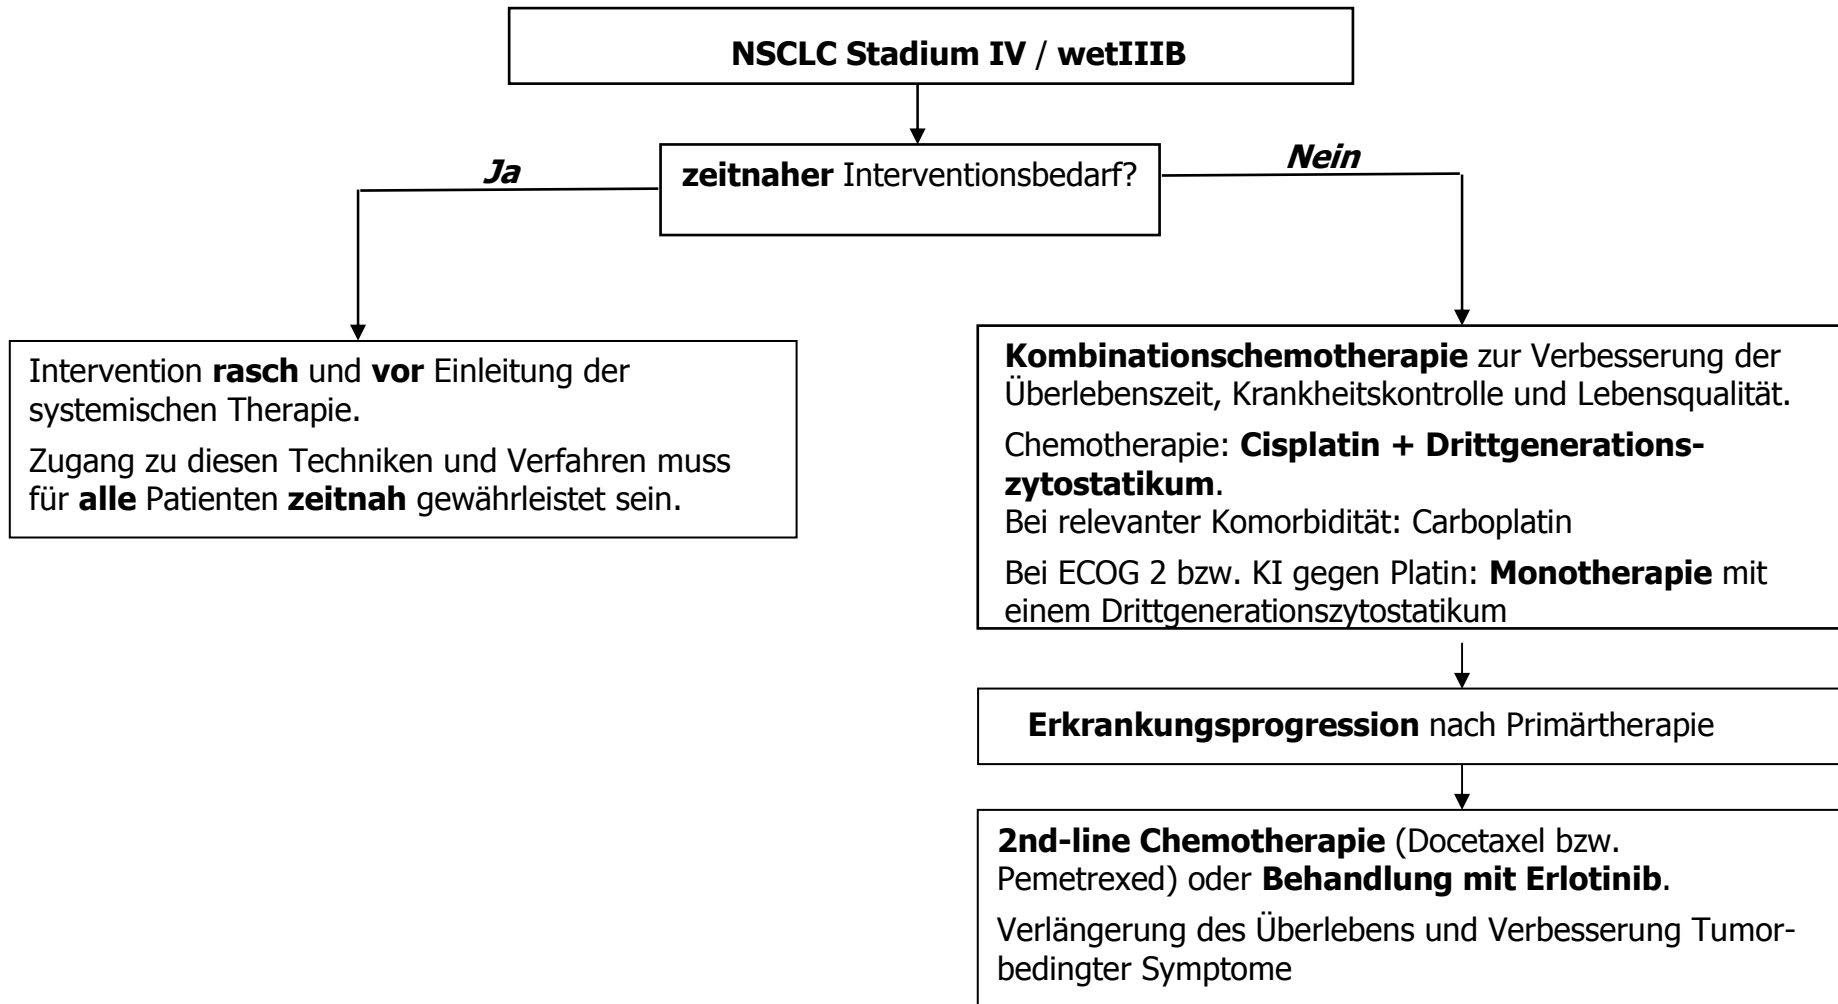 NSCLC Stadium IV / wetIIIB
Ja
zeitnaher Interventionsbedarf?
Nein
Intervention rasch und vor Einleitung der
systemischen Therapie.
Zugang zu diesen Techniken und Verfahren muss
für alle Patienten zeitnah gewährleistet sein.
Kombinationschemotherapie zur Verbesserung der
Überlebenszeit, Krankheitskontrolle und Lebensqualität.
Chemotherapie: Cisplatin + Drittgenerations-
zytostatikum.
Bei relevanter Komorbidität: Carboplatin
Bei ECOG 2 bzw. KI gegen Platin: Monotherapie mit
einem Drittgenerationszytostatikum
Erkrankungsprogression nach Primärtherapie
2nd-line Chemotherapie (Docetaxel bzw.
Pemetrexed) oder Behandlung mit Erlotinib.
Verlängerung des Überlebens und Verbesserung Tumor-
bedingter Symptome